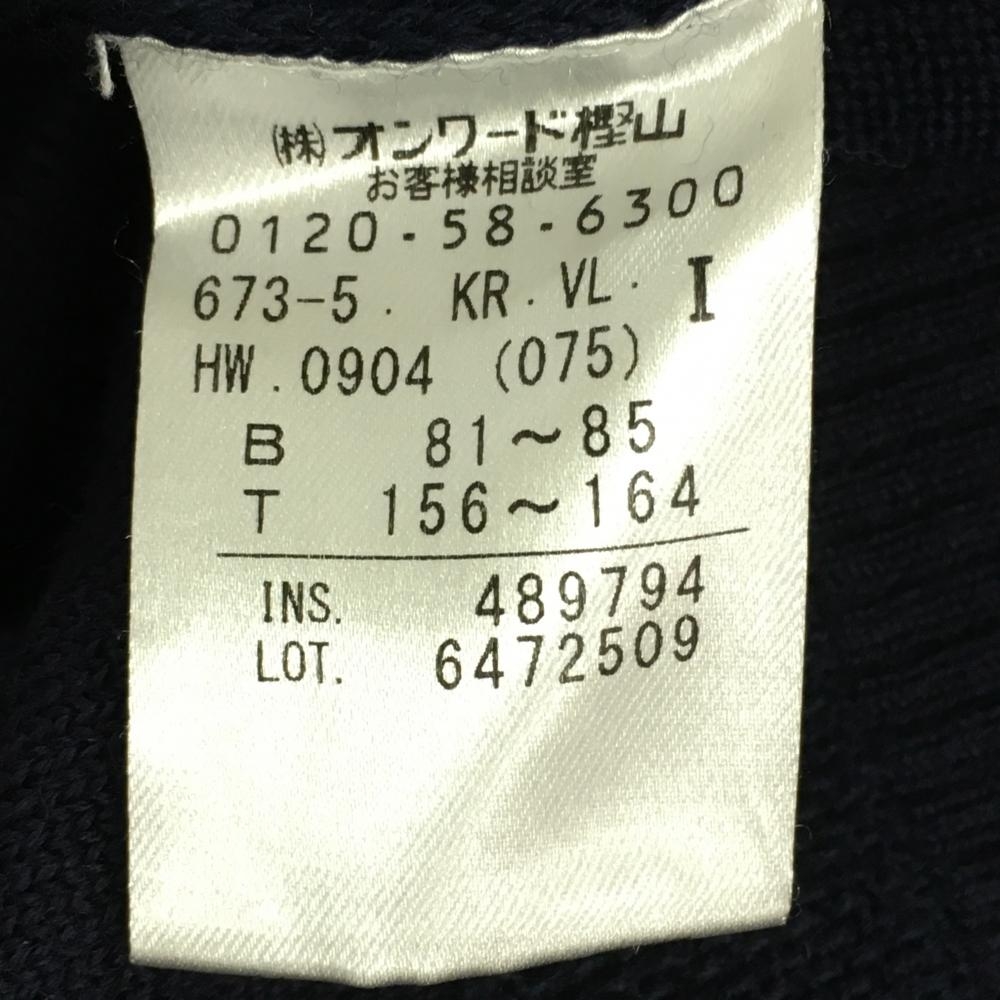 (株)オンワード樫山
お客様相談室
0120-58-6300
673-5. KR.VL. I
HW.0904 (075)
B 81～85
T 156～164
INS. 489794
LOT. 6472509